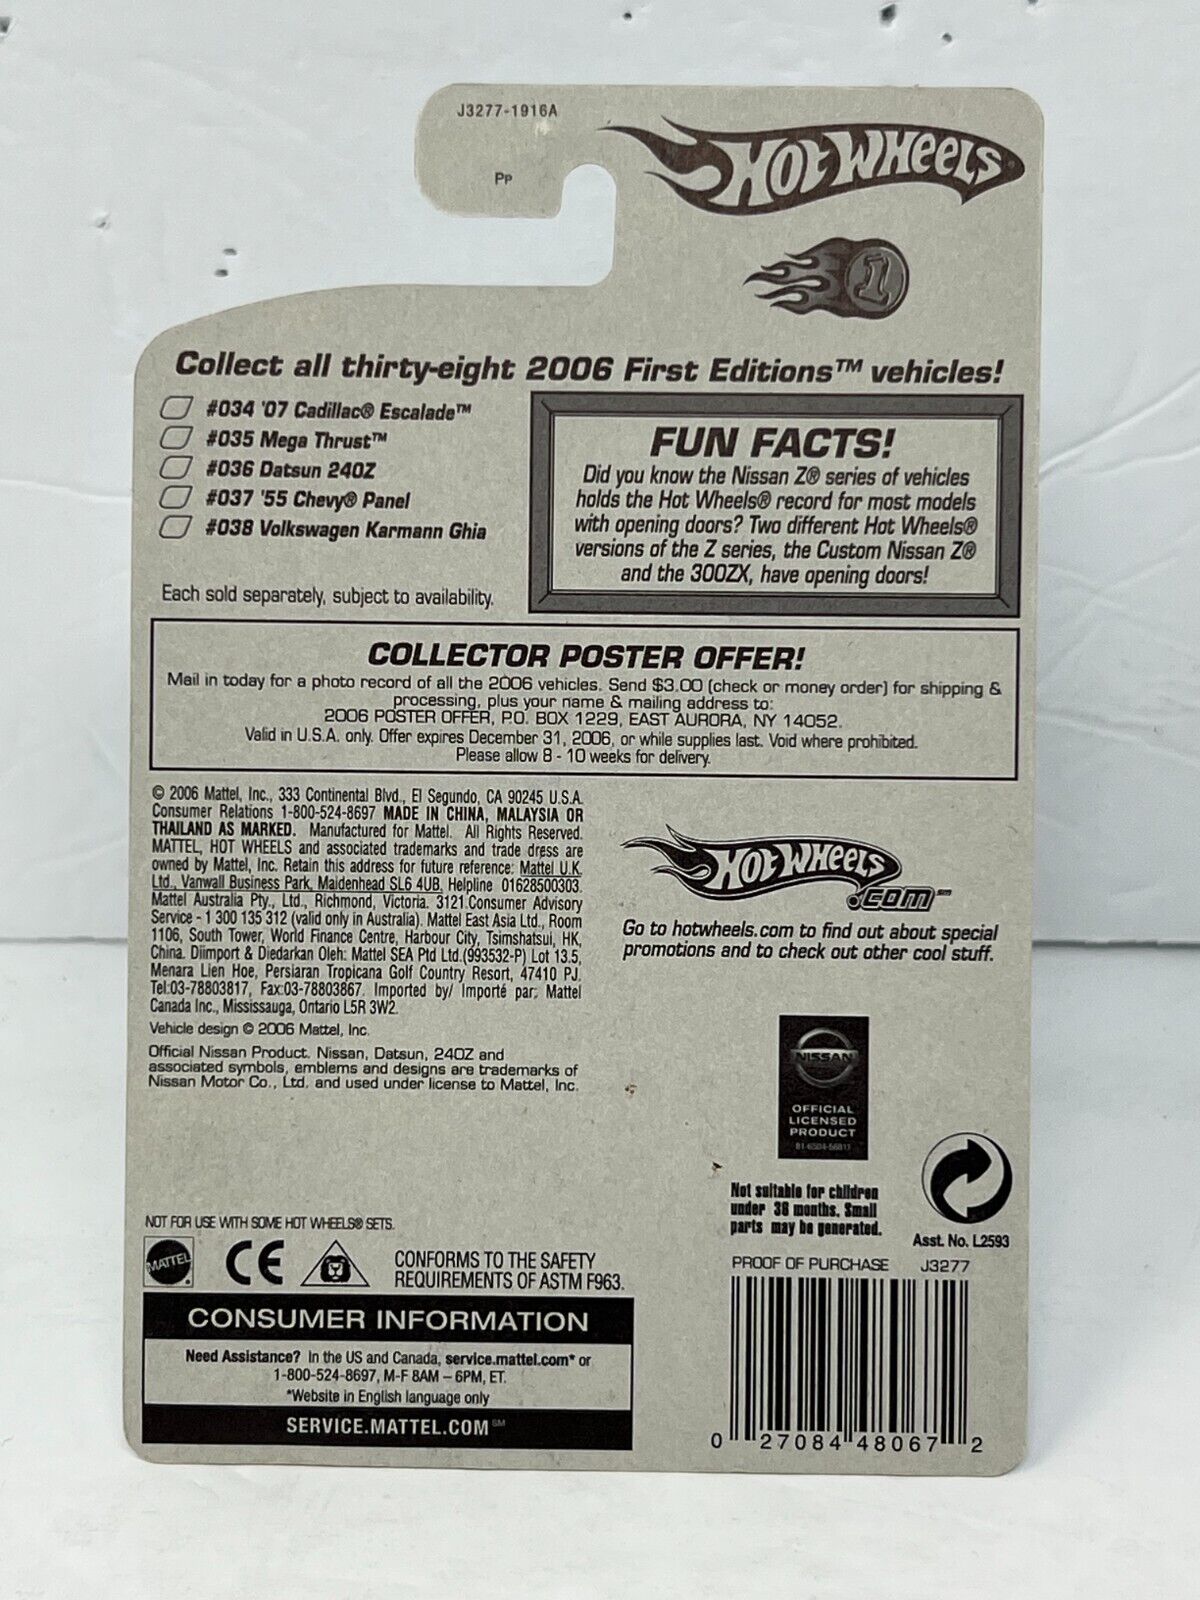 J3277-1916A
Pp
HOT WHEELS
1
Collect all thirty-eight 2006 First Editions™ vehicles!
#034 '07 Cadillac® Escalade™
#035 Mega Thrust™
#036 Datsun 240Z
#037 '55 Chevy® Panel
#038 Volkswagen Karmann Ghia
Each sold separately, subject to availability.
FUN FACTS!
Did you know the Nissan Z® series of vehicles
holds the Hot Wheels® record for most models
with opening doors? Two different Hot Wheels®
versions of the Z series, the Custom Nissan Z®
and the 300ZX, have opening doors!
COLLECTOR POSTER OFFER!
Mail in today for a photo record of all the 2006 vehicles. Send $3.00 (check or money order) for shipping &
processing, plus your name & mailing address to:
2006 POSTER OFFER, P.O. BOX 1229, EAST AURORA, NY 14052.
Valid in U.S.A. only. Offer expires December 31, 2006, or while supplies last. Void where prohibited.
Please allow 8 - 10 weeks for delivery.
© 2006 Mattel, Inc., 333 Continental Blvd., El Segundo, CA 90245 U.S.A.
Consumer Relations 1-800-524-8697 MADE IN CHINA, MALAYSIA OR
THAILAND AS MARKED. Manufactured for Mattel. All Rights Reserved.
MATTEL, HOT WHEELS and associated trademarks and trade dress are
owned by Mattel, Inc. Retain this address for future reference: Mattel U.K.
Ltd., Vanwall Business Park, Maidenhead SL6 4UB, Helpline 01628500303.
Mattel Australia Pty., Ltd., Richmond, Victoria. 3121.Consumer Advisory
Service - 1 300 135 312 (valid only in Australia). Mattel East Asia Ltd., Room
1106, South Tower, World Finance Centre, Harbour City, Tsimshatsui, HK,
China. Diimport & Diedarkan Oleh: Mattel SEA Ptd Ltd.(993532-P) Lot 13.5,
Menara Lien Hoe, Persiaran Tropicana Golf Country Resort, 47410 PJ.
Tel:03-78803817, Fax:03-78803867. Imported by/ Importé par: Mattel
Canada Inc., Mississauga, Ontario L5R 3W2.
Vehicle design © 2006 Mattel, Inc.
Official Nissan Product. Nissan, Datsun, 240Z and
associated symbols, emblems and designs are trademarks of
Nissan Motor Co., Ltd. and used under license to Mattel, Inc.
HOT WHEELS
.COM℠
Go to hotwheels.com to find out about special
promotions and to check out other cool stuff.
NISSAN
OFFICIAL
LICENSED
PRODUCT
Not suitable for children
under 36 months. Small
parts may be generated.
Asst. No. L2593
NOT FOR USE WITH SOME HOT WHEELS® SETS.
MATTEL
CE
CONFORMS TO THE SAFETY
REQUIREMENTS OF ASTM F963.
CONSUMER INFORMATION
Need Assistance? In the US and Canada, service.mattel.com* or
1-800-524-8697, M-F 8AM – 6PM, ET.
*Website in English language only
SERVICE.MATTEL.COM℠
PROOF OF PURCHASE J3277
0 27084 48067 2